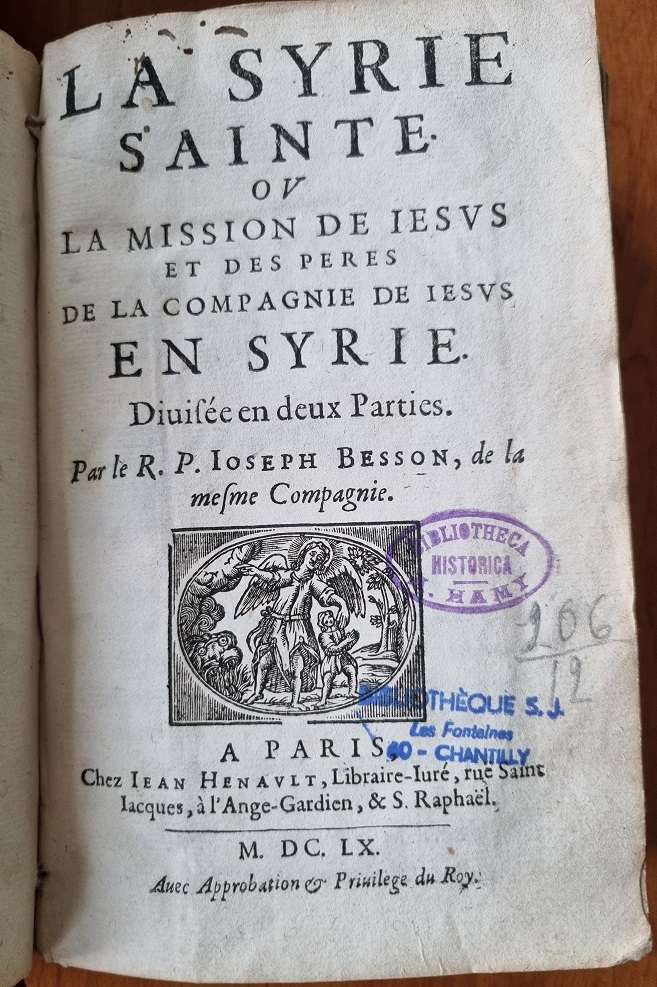 LA SYRIE
SAINTE.
OV
LA MISSION DE IESVS
ET DES PERES
DE LA COMPAGNIE DE IESVS
EN SYRIE.
Diuiſée en deux Parties.
Par le R. P. IOSEPH BESSON, de la
meſme Compagnie.
BIBLIOTHECA
HISTORICA
HAMY
206
12
BIBLIOTHÈQUE S. J.
Les Fontaines
60 - CHANTILLY
A PARIS,
Chez IEAN HENAVLT, Libraire-Iuré, ruë Saint
Iacques, à l'Ange-Gardien, & S. Raphaël.
M. DC. LX.
Auec Approbation & Priuilege du Roy.